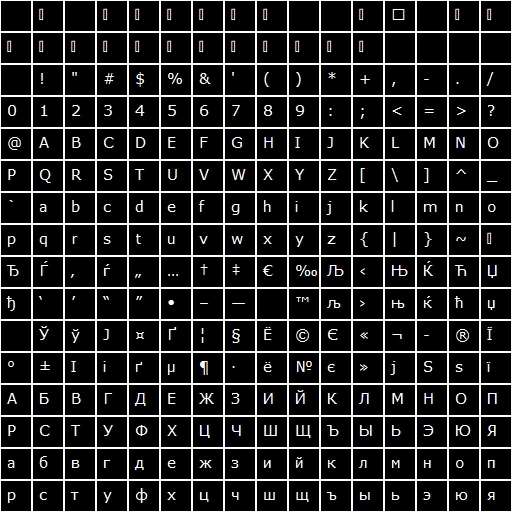 ! " # $ % & ' ( ) * + , - . /
0 1 2 3 4 5 6 7 8 9 : ; < = > ?
@ A B C D E F G H I J K L M N O
P Q R S T U V W X Y Z [ \ ] ^ _
` a b c d e f g h i j k l m n o
p q r s t u v w x y z { | } ~
Ђ Ѓ ‚ ѓ „ … † ‡ € ‰ Љ ‹ Њ Ќ Ћ Џ
ђ ‘ ’ “ ” • – — ™ љ › њ ќ ћ џ
Ў ў Ј ¤ Ґ ¦ § Ё © Є « ¬ - ® Ї
° ± І і ґ µ ¶ · ё № є » ј Ѕ ѕ ї
А Б В Г Д Е Ж З И Й К Л М Н О П
Р С Т У Ф Х Ц Ч Ш Щ Ъ Ы Ь Э Ю Я
а б в г д е ж з и й к л м н о п
р с т у ф х ц ч ш щ ъ ы ь э ю я